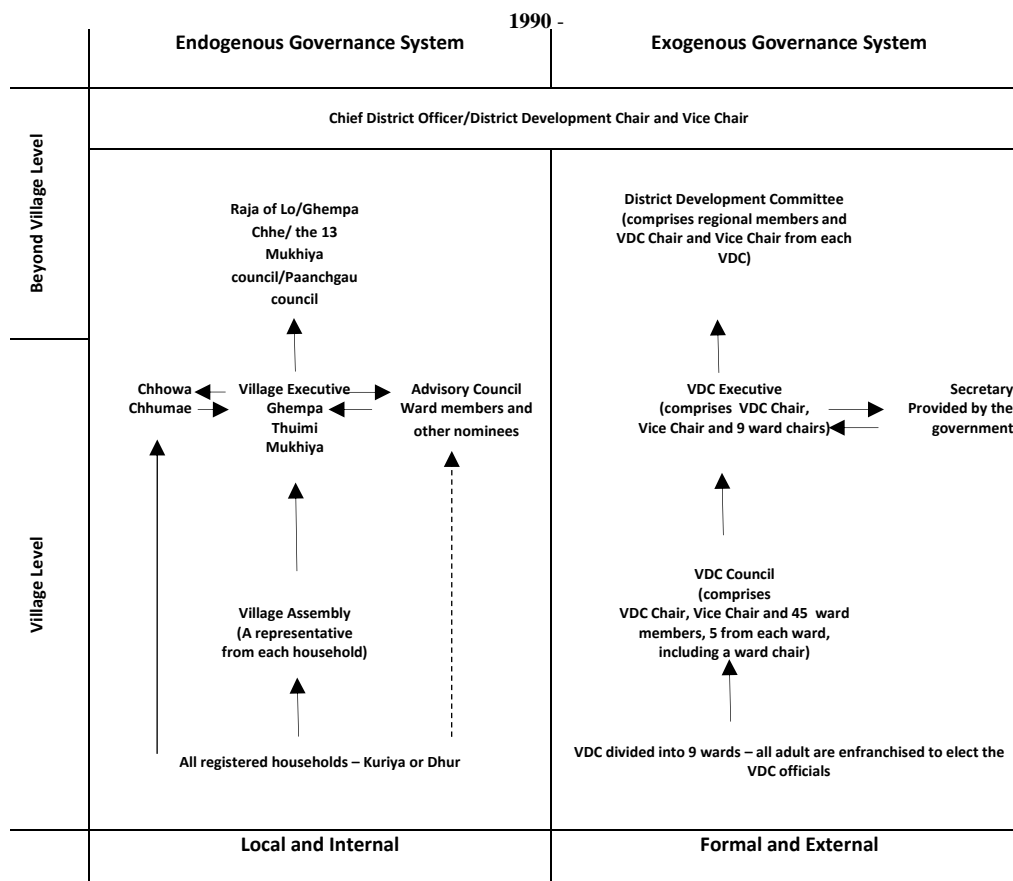 1990 -
Endogenous Governance System
Exogenous Governance System
Beyond Village Level
Chief District Officer/District Development Chair and Vice Chair
Raja of Lo/Ghempa
Chhe/ the 13
Mukhiya
council/Paanchgau
council
District Development Committee
(comprises regional members and
VDC Chair and Vice Chair from each
VDC)
Village Level
Chhowa
Chhumae
Village Executive
Ghempa
Thuimi
Mukhiya
Advisory Council
Ward members and
other nominees
VDC Executive
(comprises VDC Chair,
Vice Chair and 9 ward chairs)
Secretary
Provided by the
government
Village Assembly
(A representative
from each household)
VDC Council
(comprises
VDC Chair, Vice Chair and 45 ward
members, 5 from each ward,
including a ward chair)
All registered households – Kuriya or Dhur
VDC divided into 9 wards – all adult are enfranchised to elect the
VDC officials
Local and Internal
Formal and External